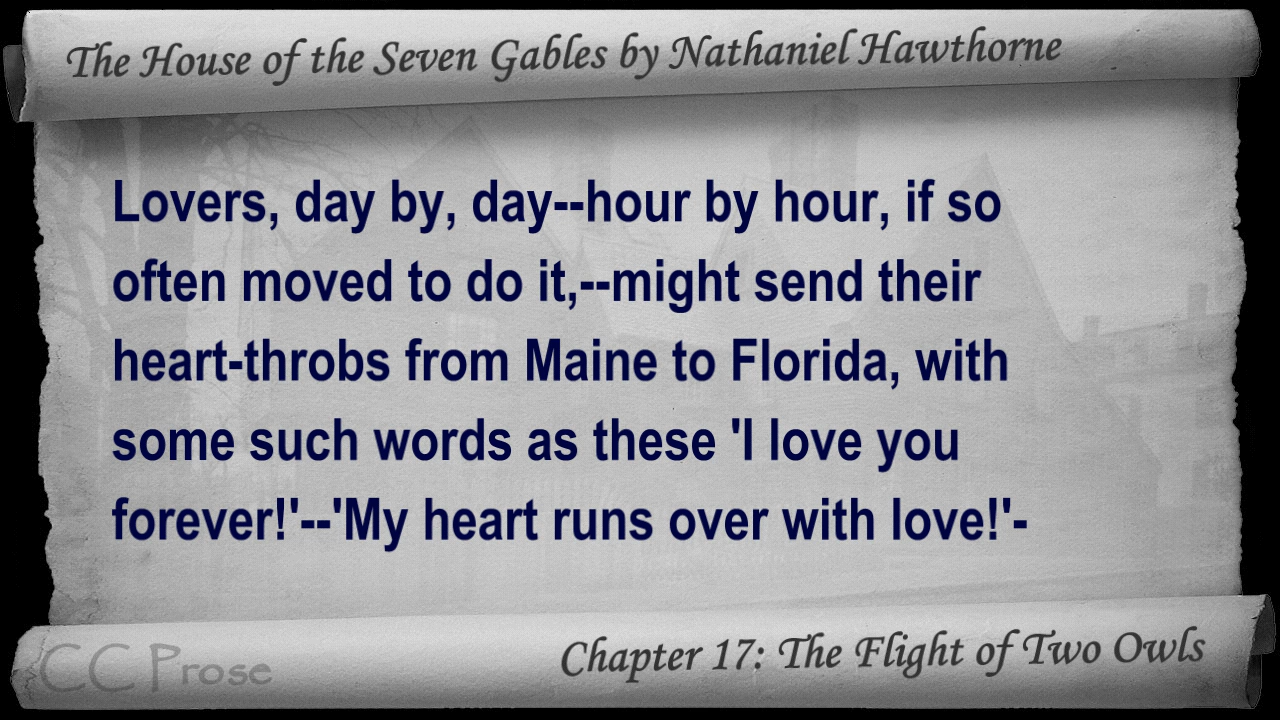 The House of the Seven Gables by Nathaniel Hawthorne
Lovers, day by, day--hour by hour, if so
often moved to do it,--might send their
heart-throbs from Maine to Florida, with
some such words as these 'I love you
forever!'--'My heart runs over with love!'-
CC Prose
Chapter 17: The Flight of Two Owls